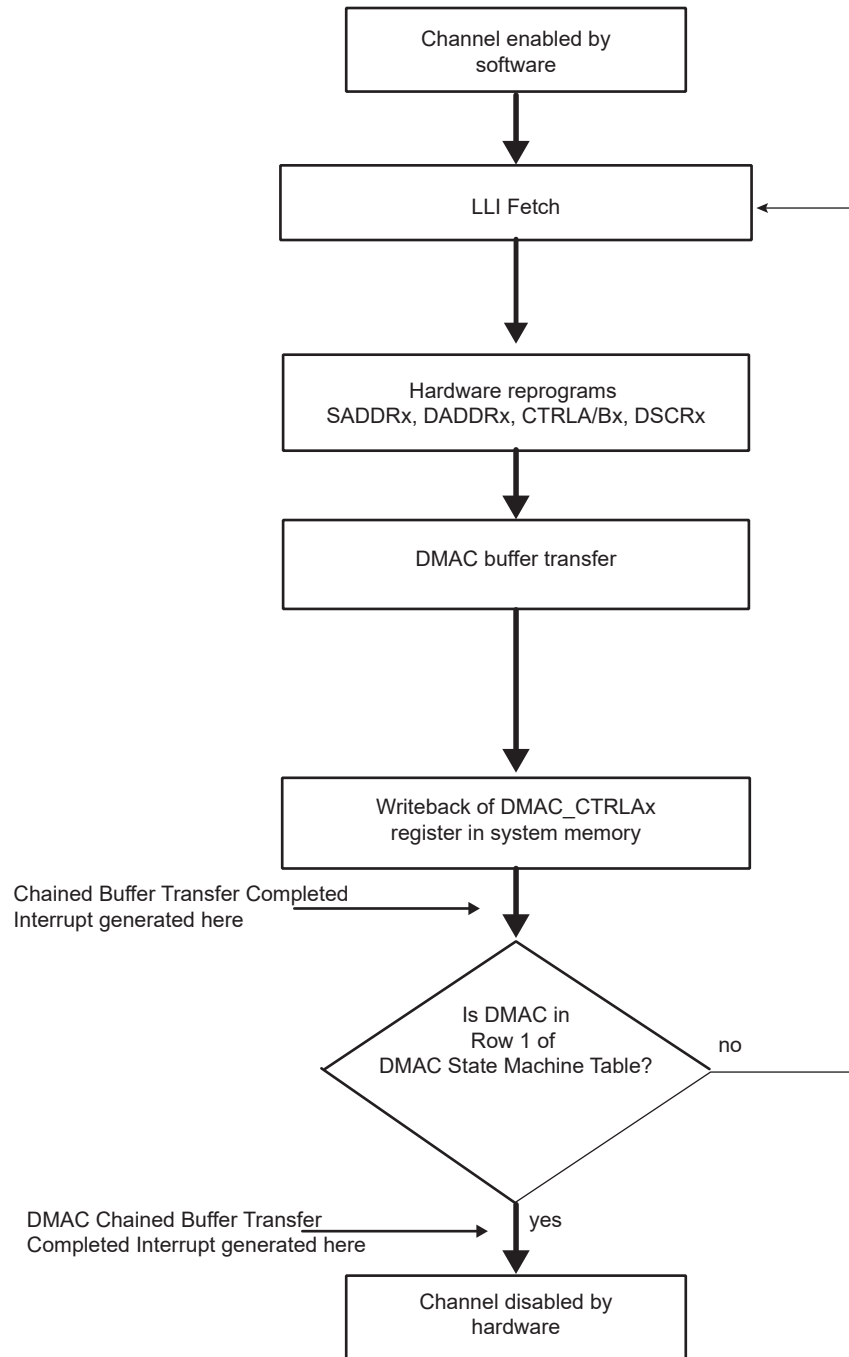 Channel enabled by
software
LLI Fetch
Hardware reprograms
SADDRx, DADDRx, CTRLA/Bx, DSCRx
DMAC buffer transfer
Writeback of DMAC_CTRLAx
register in system memory
Chained Buffer Transfer Completed
Interrupt generated here
Is DMAC in
Row 1 of
DMAC State Machine Table?
no
yes
DMAC Chained Buffer Transfer
Completed Interrupt generated here
Channel disabled by
hardware